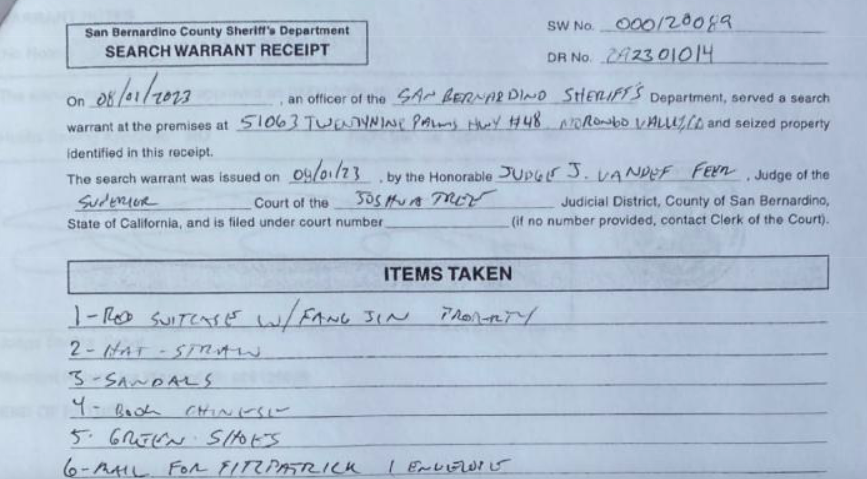 San Bernardino County Sheriff's Department
SEARCH WARRANT RECEIPT
SW No. 000120089
DR No. 292301014
On 08/01/2023, an officer of the SAN BERNARDINO SHERIFF'S Department, served a search
warrant at the premises at 51063 TWENTYNINE PALMS HWY #48 and seized property
identified in this receipt.
The search warrant was issued on 08/01/23, by the Honorable JUDGE J. VANDER FEER, Judge of the
SUPERIOR Court of the JOSHUA TREE Judicial District, County of San Bernardino,
State of California, and is filed under court number (if no number provided, contact Clerk of the Court).
ITEMS TAKEN
1-RED SUITCASE W/FANG JIN PROPERTY
2-HAT-STRAW
3-SANDALS
4-BOOK CHINESE
5. GREEN SHOES
6-MAIL FOR FITZPATRICK 1 ENVELOPE